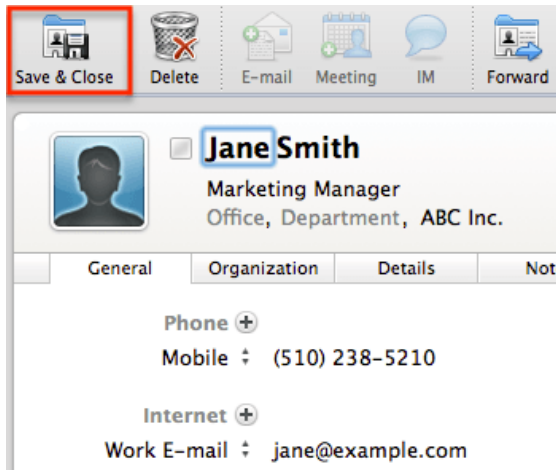 Save & Close Delete E-mail Meeting IM Forward
Jane Smith
Marketing Manager
Office, Department, ABC Inc.
General Organization Details Not
Phone
Mobile (510) 238-5210
Internet
Work E-mail jane@example.com